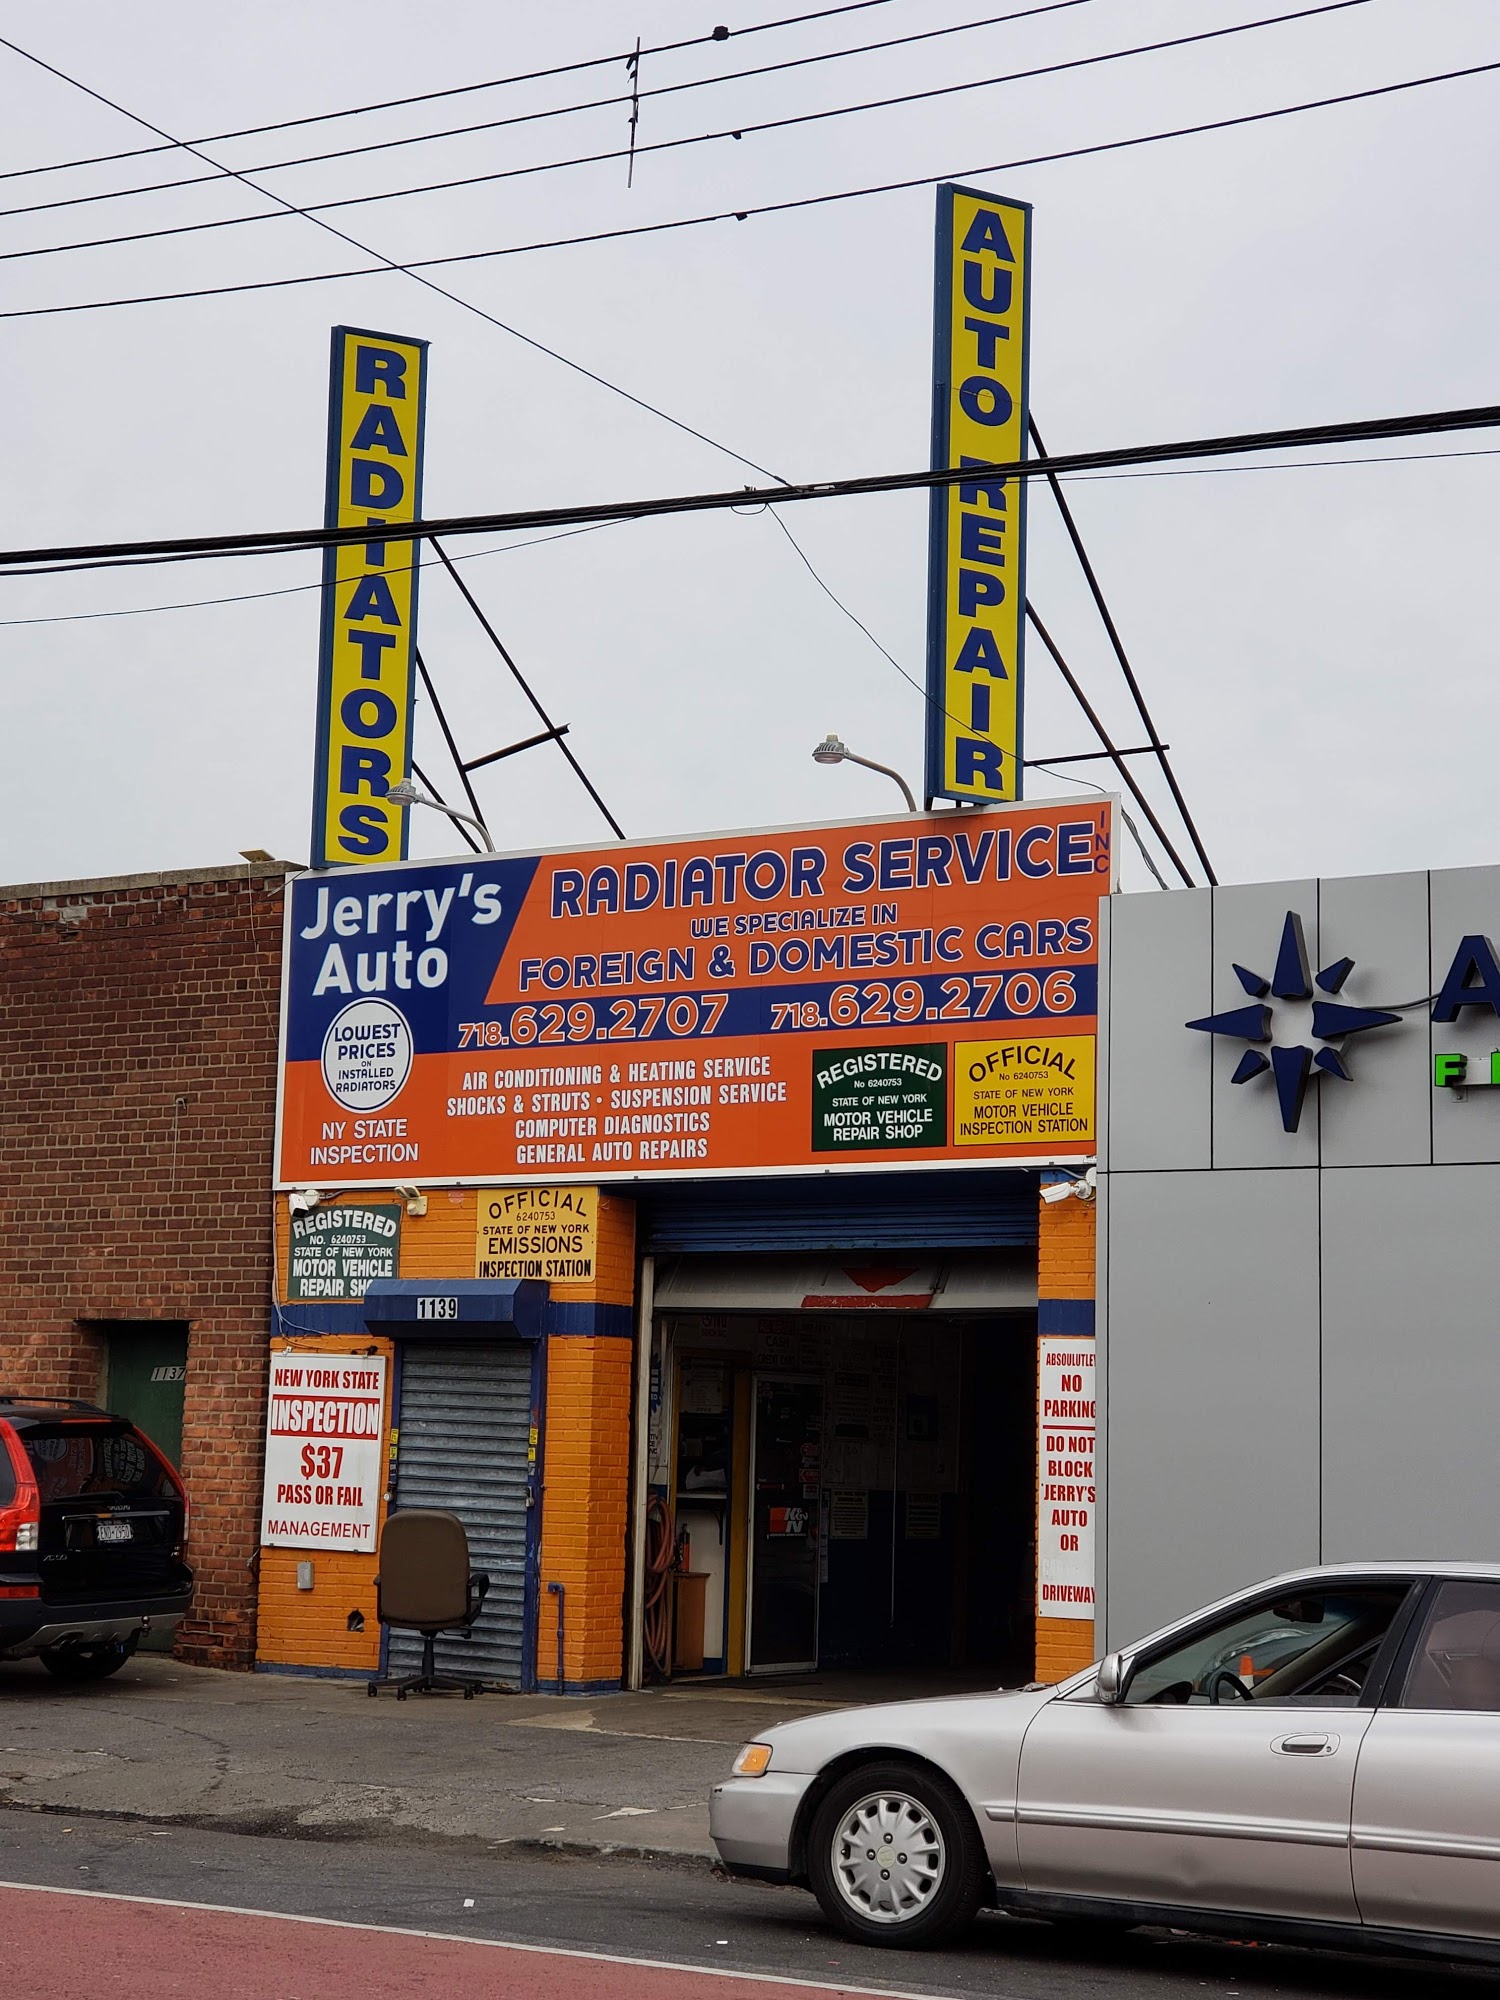 RADIATORS
AUTO REPAIR
Jerry's
Auto
RADIATOR SERVICE INC
WE SPECIALIZE IN
FOREIGN & DOMESTIC CARS
718.629.2707 718.629.2706
LOWEST
PRICES
ON
INSTALLED
RADIATORS
NY STATE
INSPECTION
AIR CONDITIONING & HEATING SERVICE
SHOCKS & STRUTS • SUSPENSION SERVICE
COMPUTER DIAGNOSTICS
GENERAL AUTO REPAIRS
REGISTERED
No 6240753
STATE OF NEW YORK
MOTOR VEHICLE
REPAIR SHOP
OFFICIAL
No 6240753
STATE OF NEW YORK
MOTOR VEHICLE
INSPECTION STATION
REGISTERED
NO. 6240753
STATE OF NEW YORK
MOTOR VEHICLE
REPAIR SHO
OFFICIAL
6240753
STATE OF NEW YORK
EMISSIONS
INSPECTION STATION
1139
1137
NEW YORK STATE
INSPECTION
$37
PASS OR FAIL
MANAGEMENT
K&N
ABSOULUTLEY
NO
PARKING
DO NOT
BLOCK
JERRY'S
AUTO
OR
DRIVEWAY
A
F